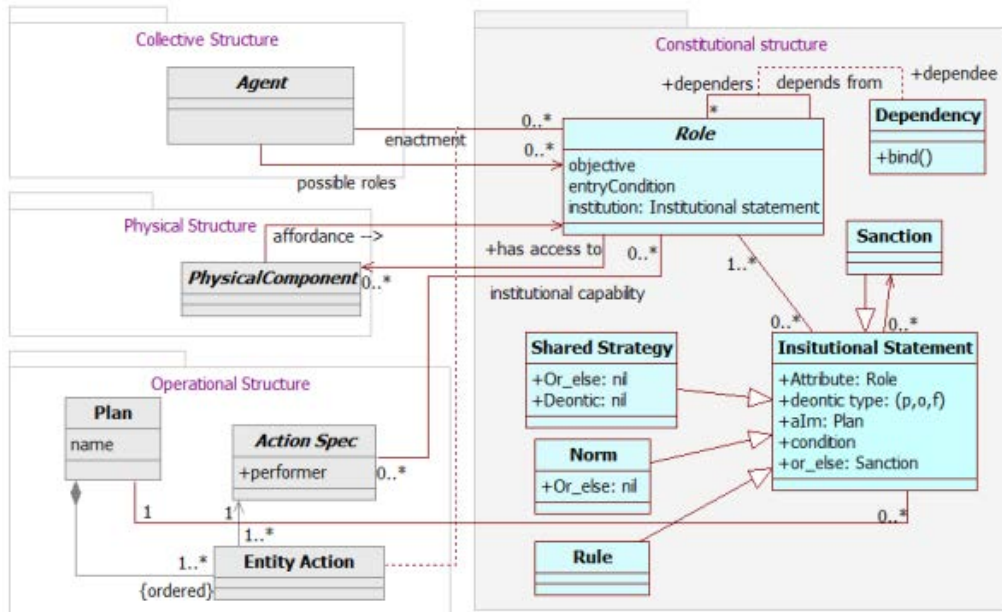 Collective Structure
Agent
enactment
0..*
0..*
possible roles
Physical Structure
affordance -->
PhysicalComponent
0..*
Operational Structure
Plan
name
Action Spec
+performer
0..*
1
1
1..*
1..*
{ordered}
Entity Action
Constitutional structure
+dependers
depends from
+dependee
*
Role
objective
entryCondition
institution: Institutional statement
Dependency
+bind()
+has access to
0..*
institutional capability
1..*
0..*
Sanction
0..*
Shared Strategy
+Or_else: nil
+Deontic: nil
Norm
+Or_else: nil
Rule
Insitutional Statement
+Attribute: Role
+deontic type: (p,o,f)
+aIm: Plan
+condition
+or_else: Sanction
0..*